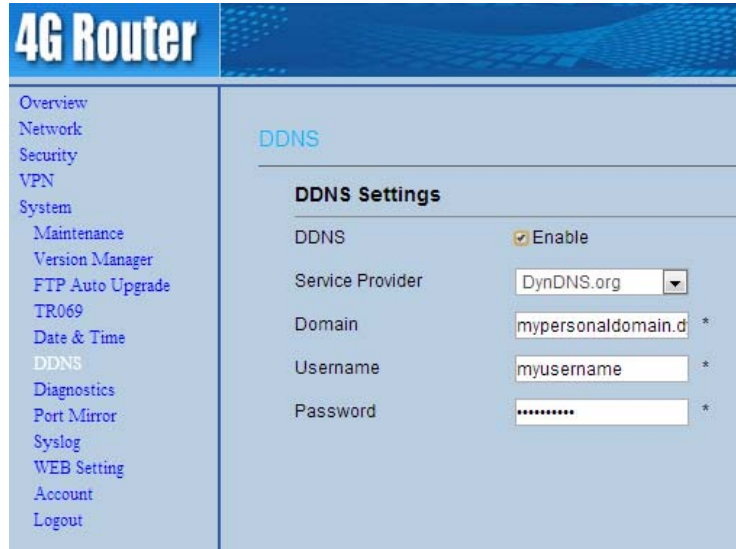 4G Router
Overview
Network
Security
VPN
System
Maintenance
Version Manager
FTP Auto Upgrade
TR069
Date & Time
DDNS
Diagnostics
Port Mirror
Syslog
WEB Setting
Account
Logout
DDNS
DDNS Settings
DDNS Enable
Service Provider DynDNS.org
Domain mypersonaldomain.d *
Username myusername *
Password •••••••••• *